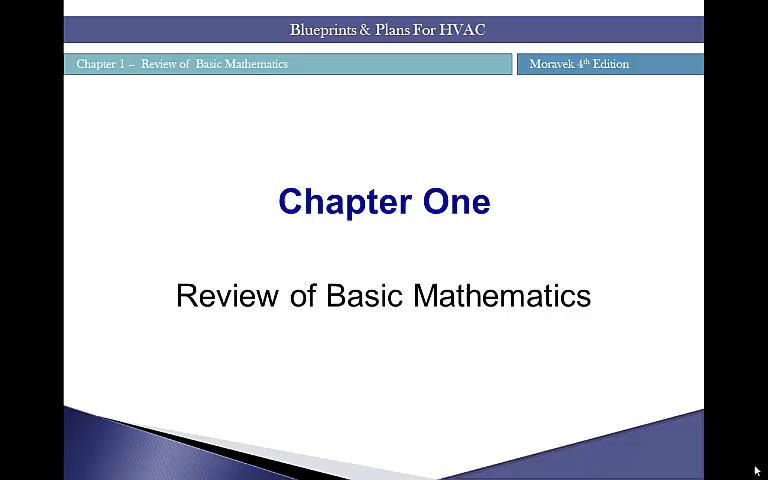 Blueprints & Plans For HVAC
Chapter 1 – Review of Basic Mathematics
Moravek 4th Edition
Chapter One
Review of Basic Mathematics